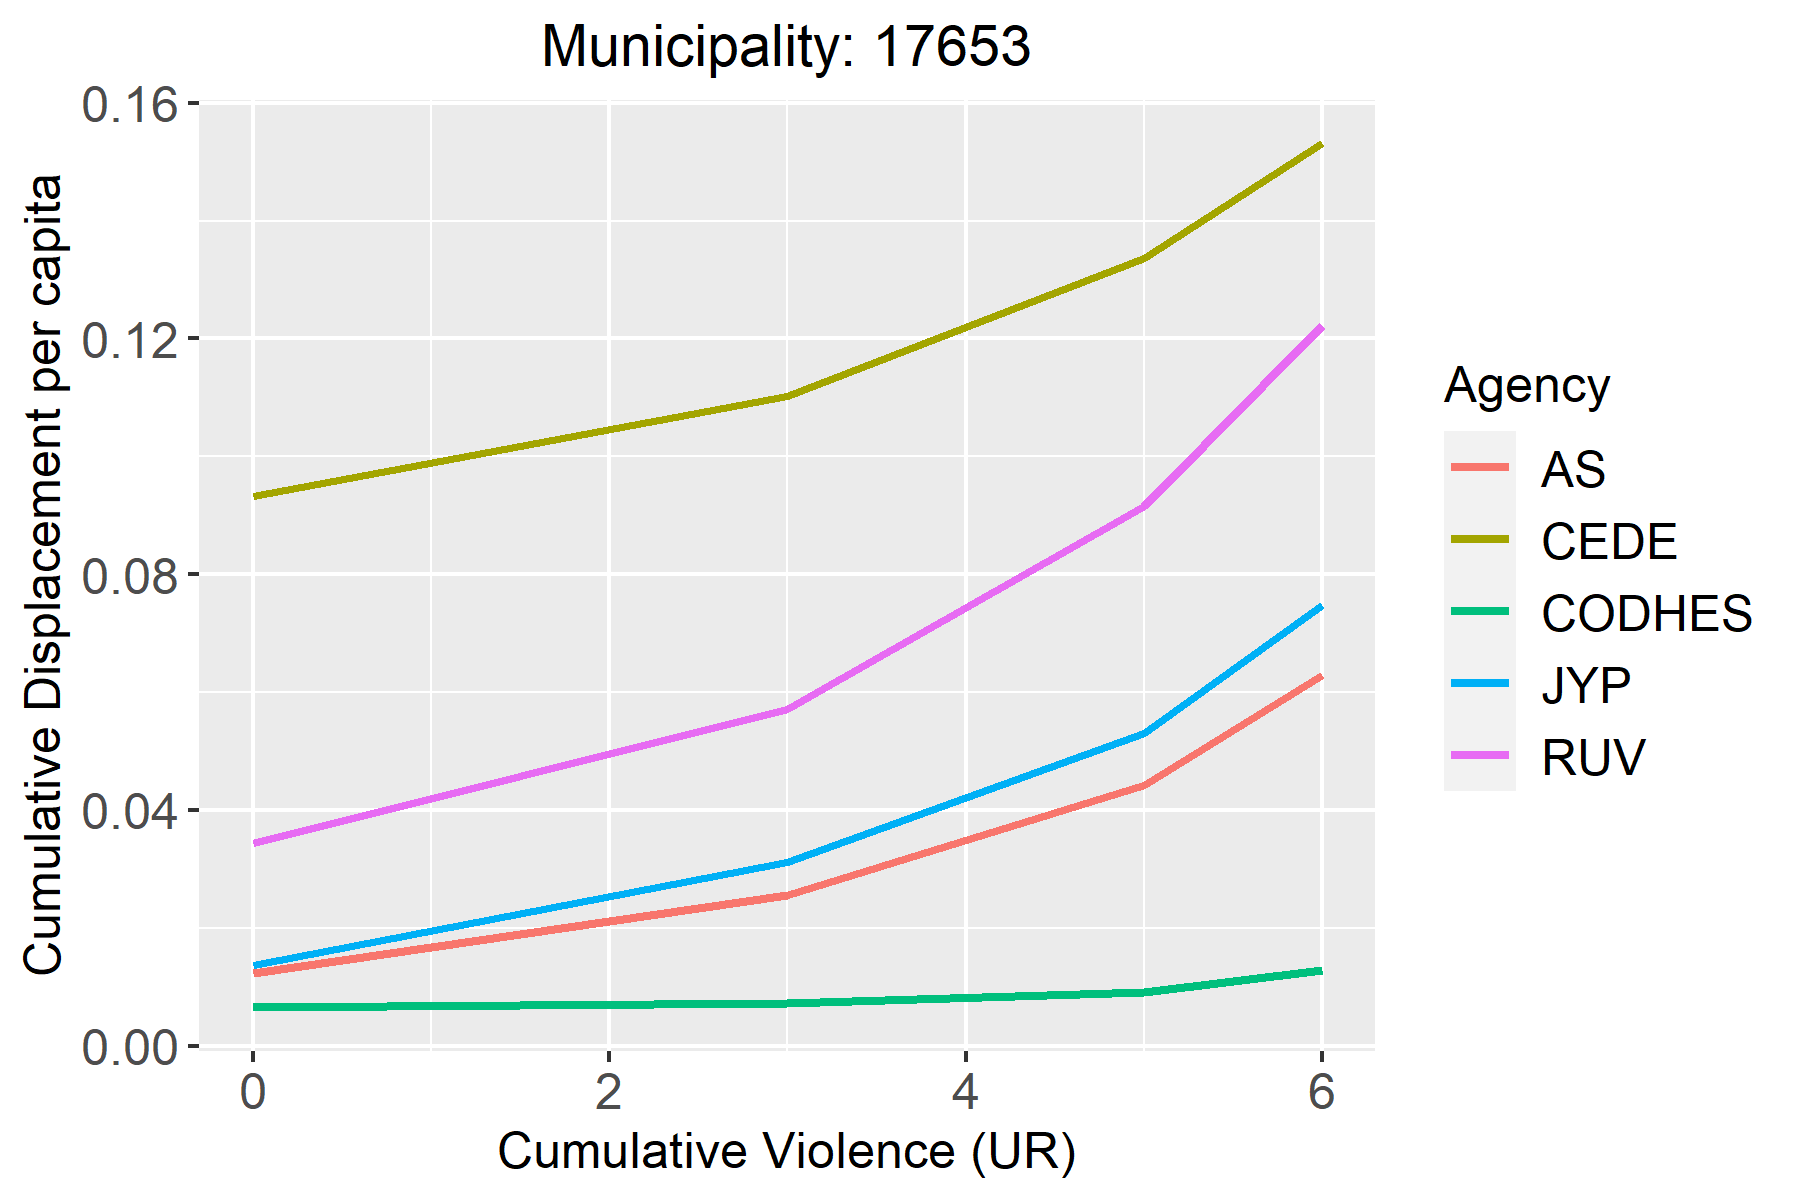 Municipality: 17653
Cumulative Displacement per capita
0.16
0.12
0.08
0.04
0.00
0 2 4 6
Cumulative Violence (UR)
Agency
AS
CEDE
CODHES
JYP
RUV